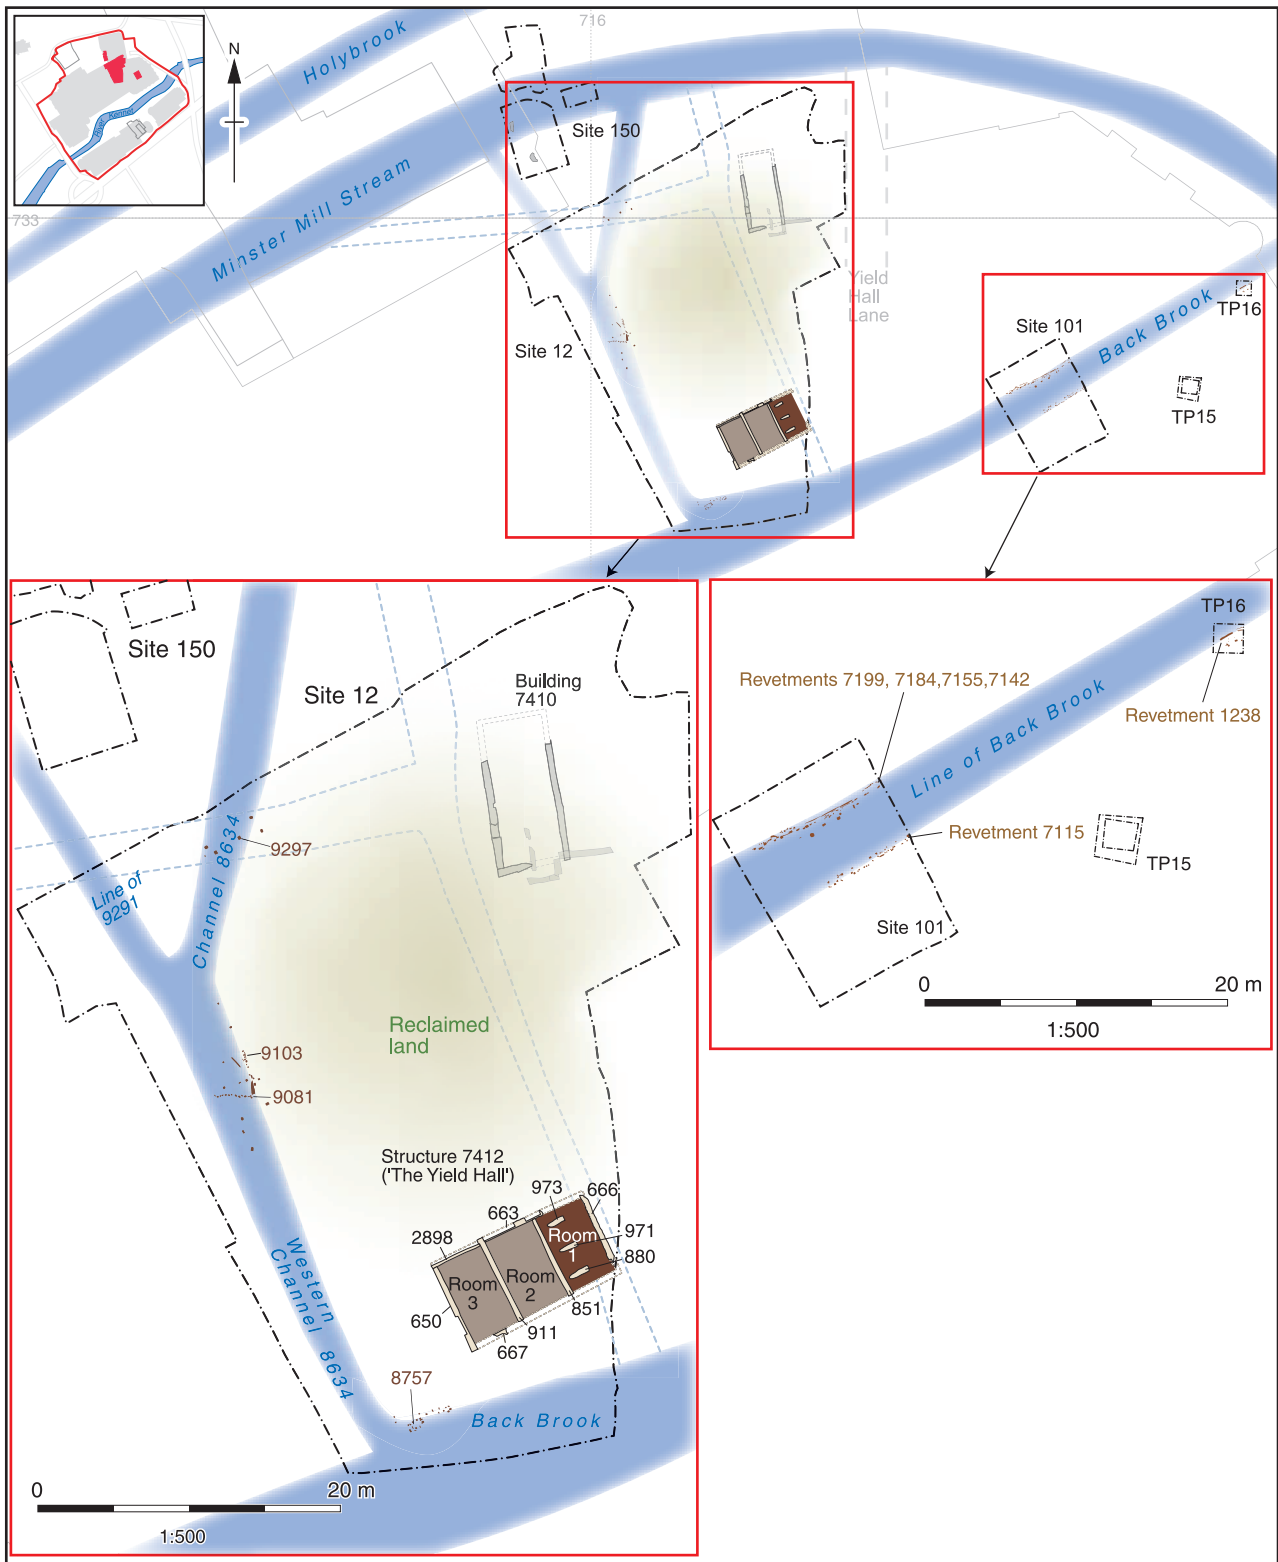 716
Holybrook
N
River Kennet
Site 150
Minster Mill Stream
733
Yield
Hall
Lane
Site 12
Site 101
Back Brook
TP16
TP15
Site 150
Site 12
Building
7410
Channel 8634
9297
Line of
9291
Reclaimed
land
9103
9081
Structure 7412
('The Yield Hall')
973
666
663
2898
Room
1
971
880
Room
2
Room
3
650
851
911
667
Western
Channel 8634
8757
Back Brook
0 20 m
1:500
TP16
Revetments 7199, 7184,7155,7142
Revetment 1238
Line of Back Brook
Revetment 7115
TP15
Site 101
0 20 m
1:500